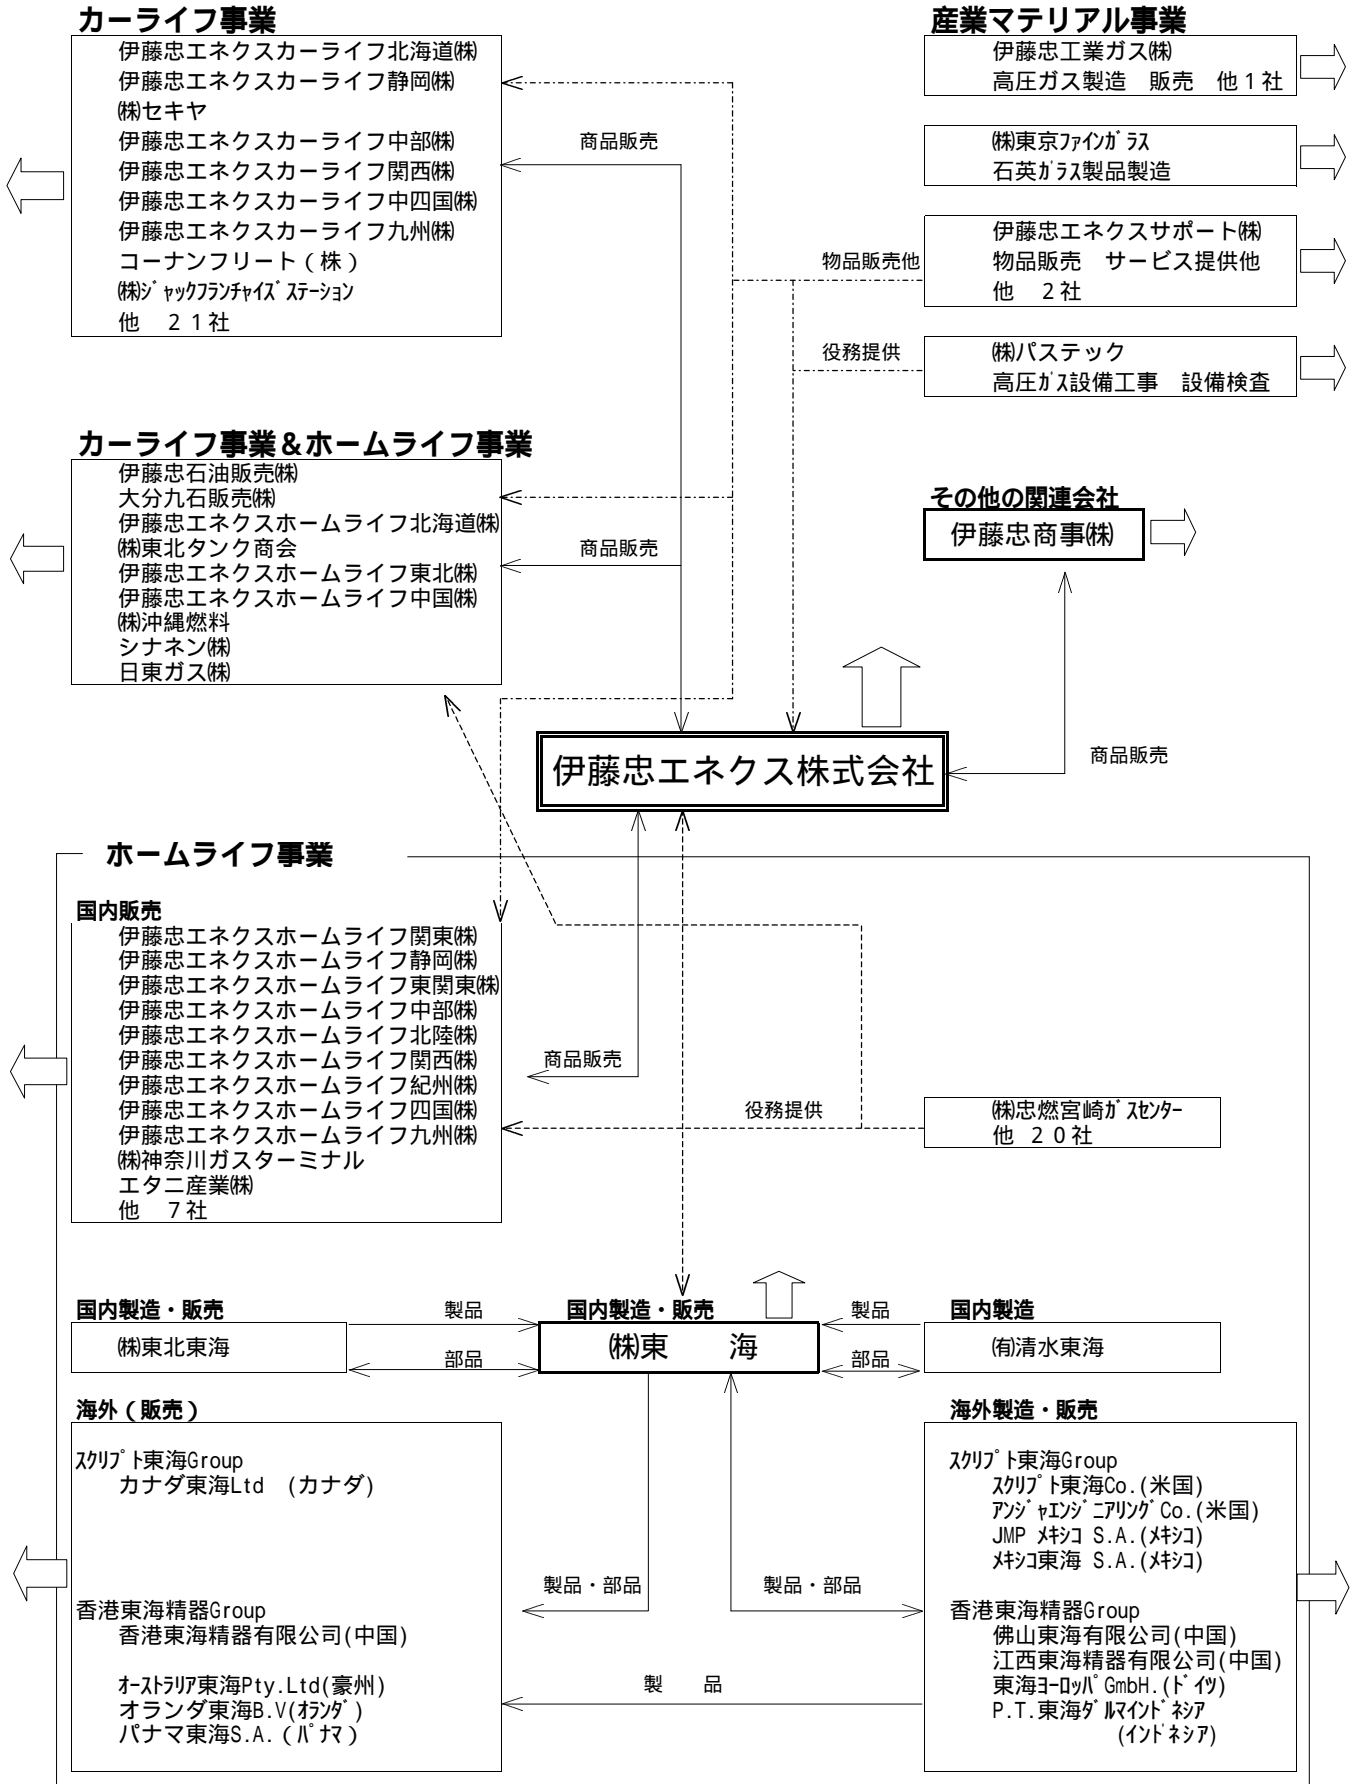 カーライフ事業
伊藤忠エネクスカーライフ北海道㈱
伊藤忠エネクスカーライフ静岡㈱
㈱セキヤ
伊藤忠エネクスカーライフ中部㈱
伊藤忠エネクスカーライフ関西㈱
伊藤忠エネクスカーライフ中四国㈱
伊藤忠エネクスカーライフ九州㈱
コーナンフリート(株)
㈱ｼﾞｬｯｸﾌﾗﾝﾁｬｲｽﾞｽﾃｰｼｮﾝ
他　21社
商品販売
産業マテリアル事業
伊藤忠工業ガス㈱
高圧ガス製造　販売　他1社
㈱東京ﾌｧｲﾝｶﾞﾗｽ
石英ｶﾞﾗｽ製品製造
伊藤忠エネクスサポート㈱
物品販売　サービス提供他
他　2社
物品販売他
㈱パステック
高圧ｶﾞｽ設備工事　設備検査
役務提供
カーライフ事業＆ホームライフ事業
伊藤忠石油販売㈱
大分九石販売㈱
伊藤忠エネクスホームライフ北海道㈱
㈱東北タンク商会
伊藤忠エネクスホームライフ東北㈱
伊藤忠エネクスホームライフ中国㈱
㈱沖縄燃料
シナネン㈱
日東ガス㈱
商品販売
その他の関連会社
伊藤忠商事㈱
商品販売
伊藤忠エネクス株式会社
ホームライフ事業
国内販売
伊藤忠エネクスホームライフ関東㈱
伊藤忠エネクスホームライフ静岡㈱
伊藤忠エネクスホームライフ東関東㈱
伊藤忠エネクスホームライフ中部㈱
伊藤忠エネクスホームライフ北陸㈱
伊藤忠エネクスホームライフ関西㈱
伊藤忠エネクスホームライフ紀州㈱
伊藤忠エネクスホームライフ四国㈱
伊藤忠エネクスホームライフ九州㈱
㈱神奈川ガスターミナル
エタニ産業㈱
他　7社
商品販売
役務提供
㈱忠燃宮崎ｶﾞｽｾﾝﾀｰ
他　20社
国内製造・販売
㈱東北東海
製品
部品
国内製造・販売
㈱東　　海
製品
部品
国内製造
㈲清水東海
海外(販売)
ｽｸﾘﾌﾟﾄ東海Group
カナダ東海Ltd　(カナダ)
香港東海精器Group
香港東海精器有限公司(中国)
ｵｰｽﾄﾗﾘｱ東海Pty.Ltd(豪州)
オランダ東海B.V(ｵﾗﾝﾀﾞ)
パナマ東海S.A.(ﾊﾟﾅﾏ)
製品・部品
製品・部品
製　品
海外製造・販売
ｽｸﾘﾌﾟﾄ東海Group
ｽｸﾘﾌﾟﾄ東海Co.(米国)
ｱﾝｼﾞｬｴﾝｼﾞﾆｱﾘﾝｸﾞCo.(米国)
JMP ﾒｷｼｺ S.A.(ﾒｷｼｺ)
ﾒｷｼｺ東海 S.A.(ﾒｷｼｺ)
香港東海精器Group
佛山東海有限公司(中国)
江西東海精器有限公司(中国)
東海ﾖｰﾛｯﾊﾟGmbH.(ﾄﾞｲﾂ)
P.T.東海ﾀﾞﾙﾏｲﾝﾄﾞﾈｼｱ
(ｲﾝﾄﾞﾈｼｱ)